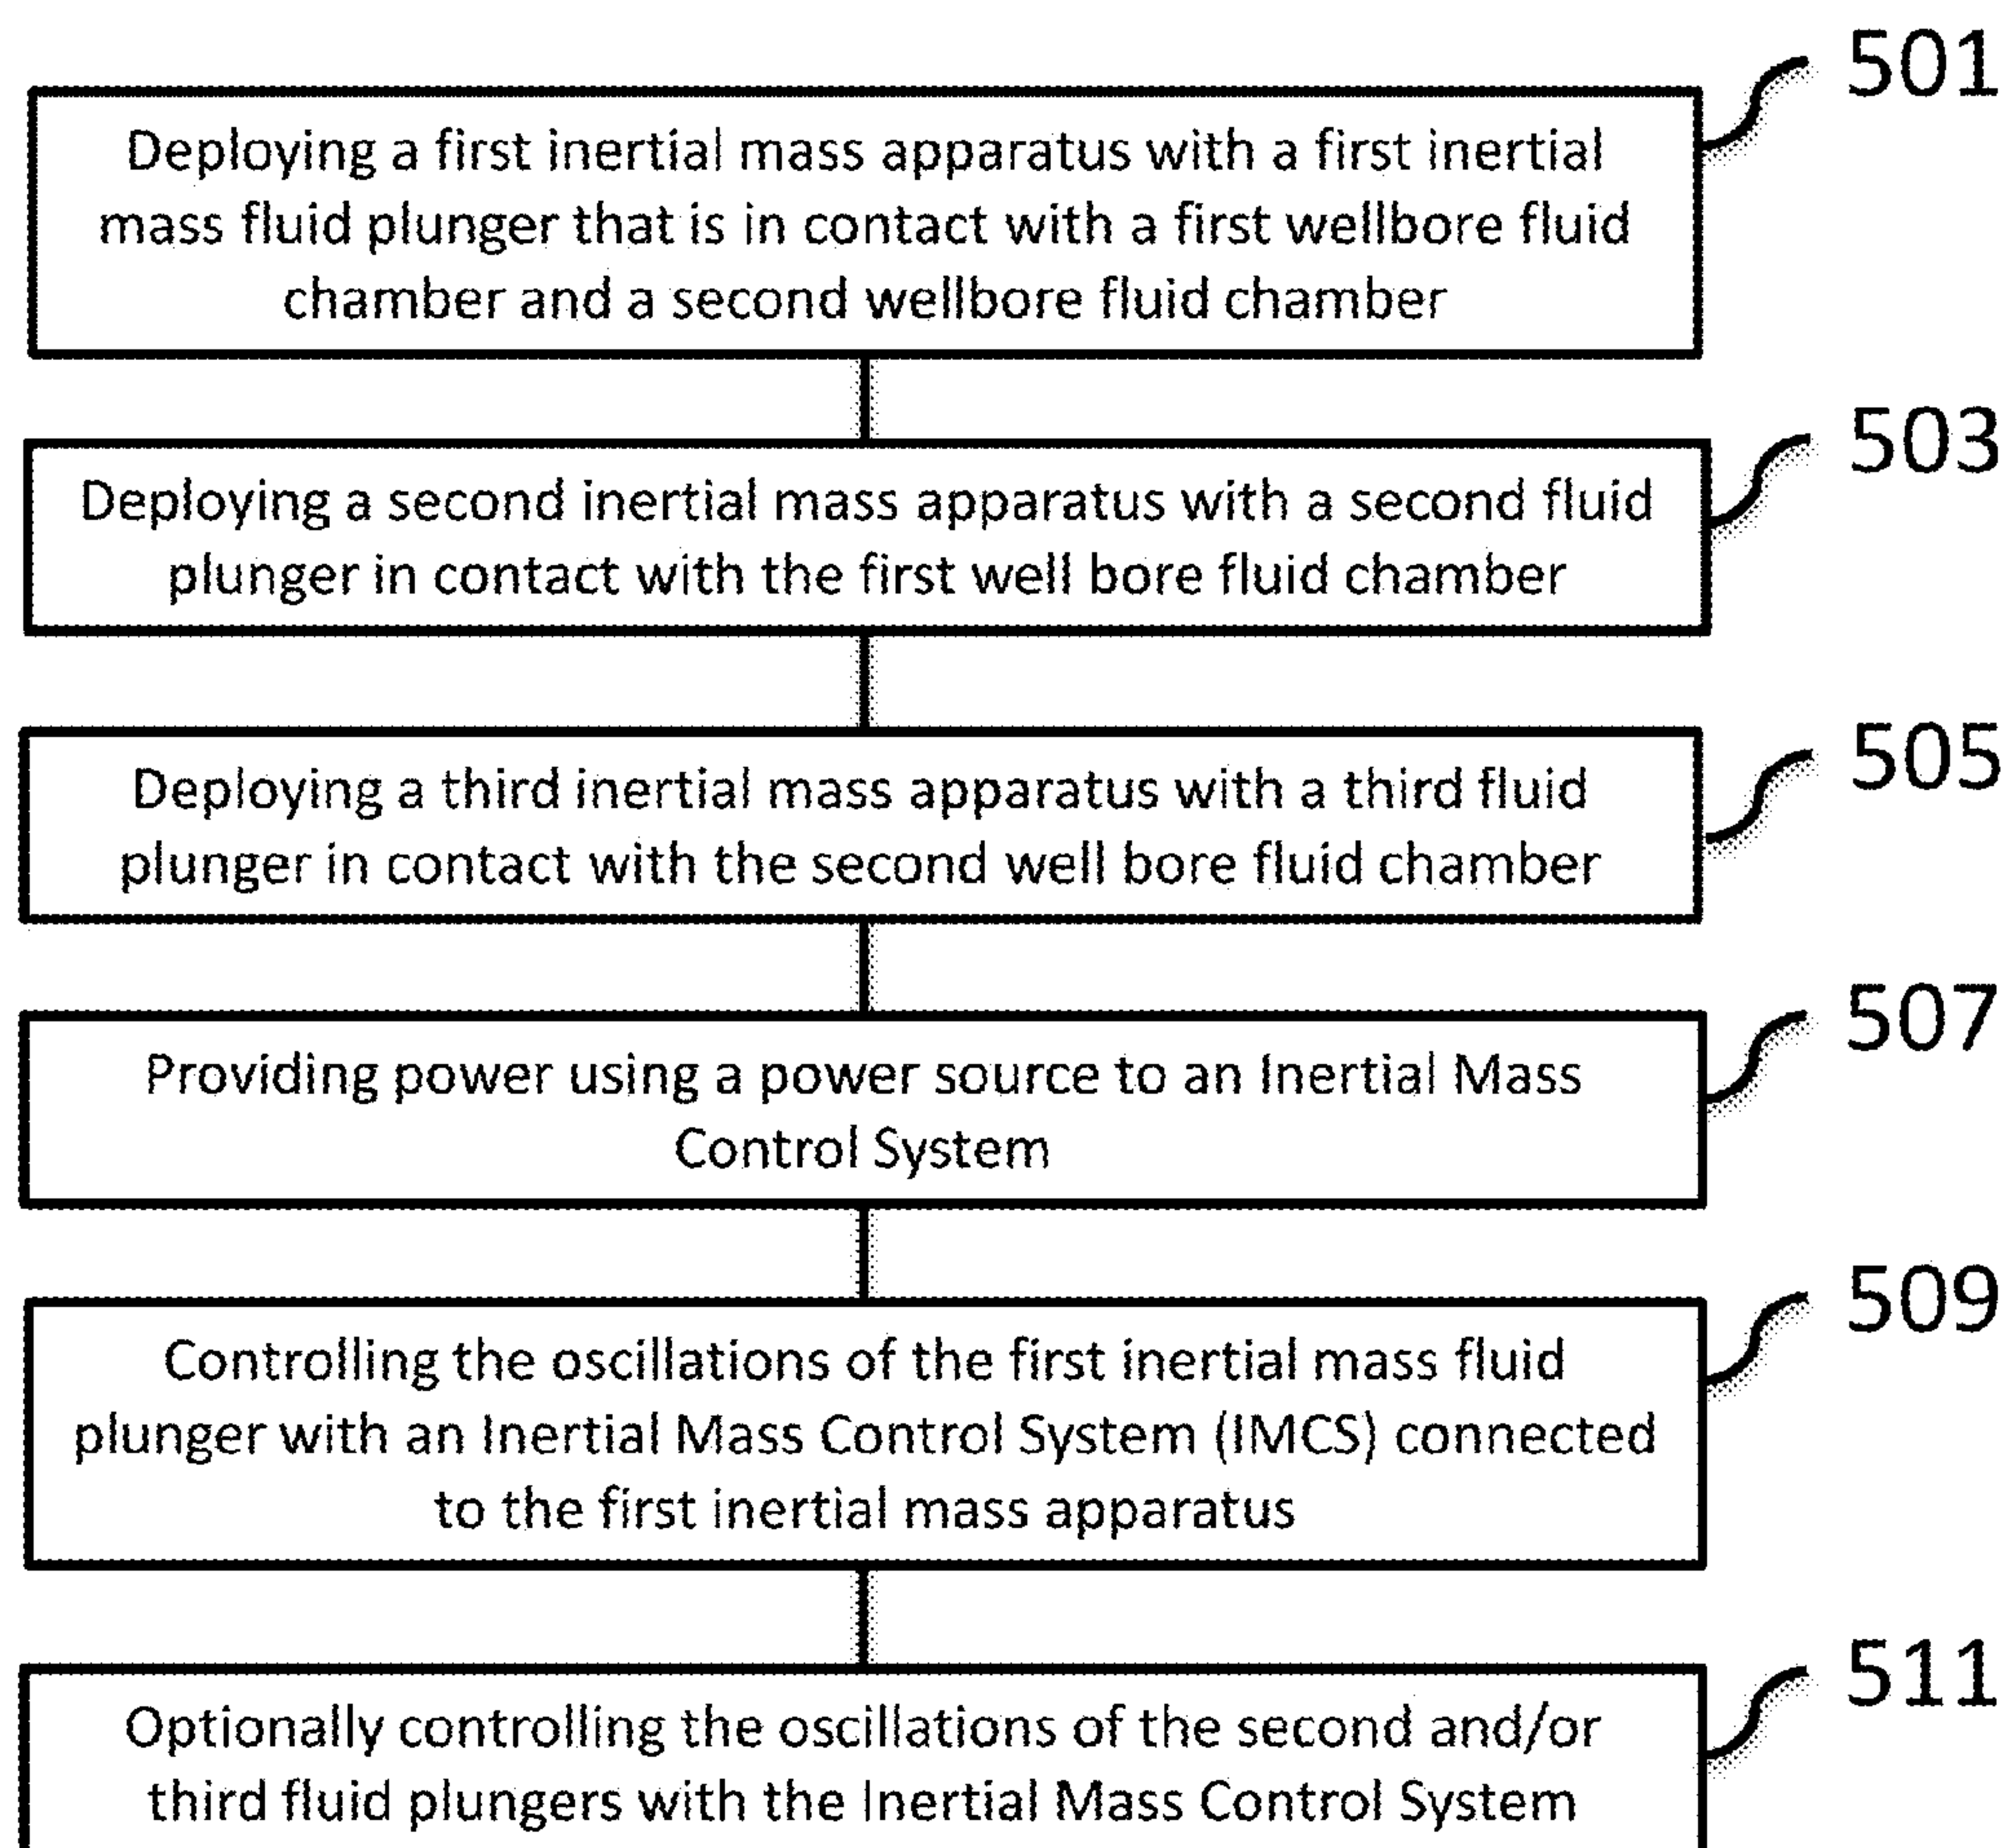 501
Deploying a first inertial mass apparatus with a first inertial
mass fluid plunger that is in contact with a first wellbore fluid
chamber and a second wellbore fluid chamber
503
Deploying a second inertial mass apparatus with a second fluid
plunger in contact with the first well bore fluid chamber
505
Deploying a third inertial mass apparatus with a third fluid
plunger in contact with the second well bore fluid chamber
507
Providing power using a power source to an Inertial Mass
Control System
509
Controlling the oscillations of the first inertial mass fluid
plunger with an Inertial Mass Control System (IMCS) connected
to the first inertial mass apparatus
511
Optionally controlling the oscillations of the second and/or
third fluid plungers with the Inertial Mass Control System